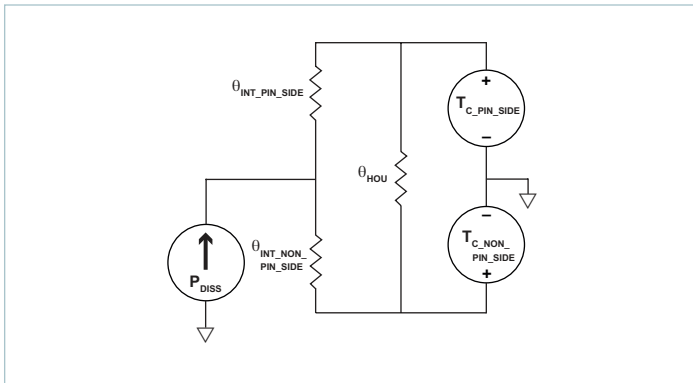 θINT_PIN_SIDE
+
TC_PIN_SIDE
–
θHOU
–
TC_NON_
PIN_SIDE
+
θINT_NON_
PIN_SIDE
PDISS